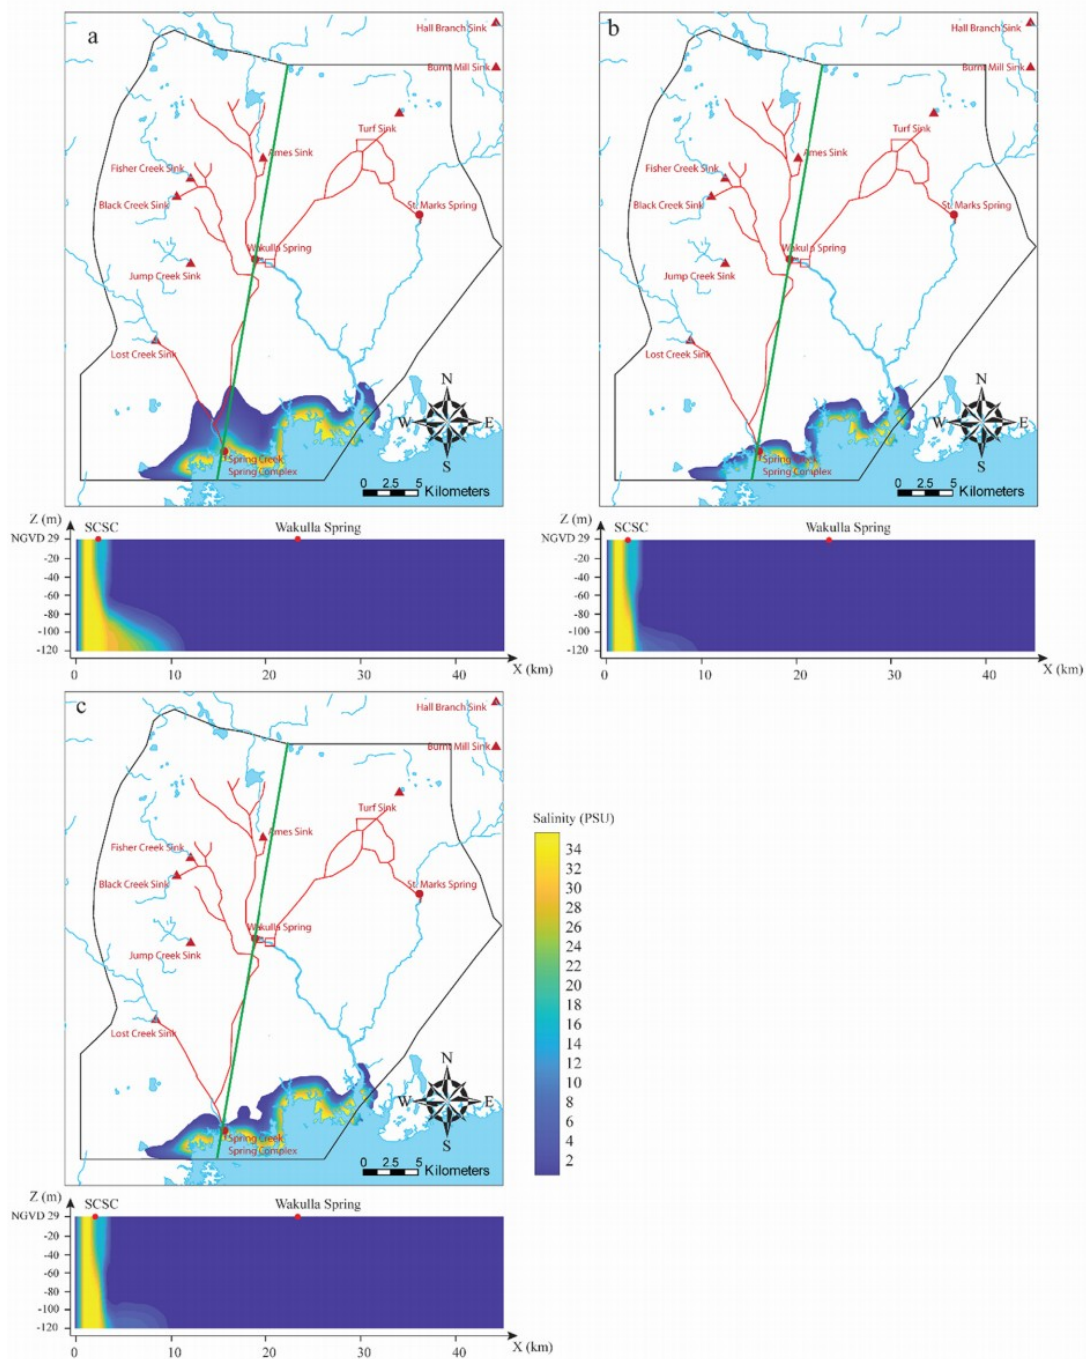 a
Hall Branch Sink
Burnt Mill Sink
Turf Sink
Ames Sink
Fisher Creek Sink
Black Creek Sink
St. Marks Spring
Wakulla Spring
Jump Creek Sink
Lost Creek Sink
N
W E
S
Spring Creek
Spring Complex
0 2.5 5
Kilometers
Z (m) SCSC Wakulla Spring
NGVD 29
-20
-40
-60
-80
-100
-120
0 10 20 30 40 X (km)
b
Hall Branch Sink
Burnt Mill Sink
Turf Sink
Ames Sink
Fisher Creek Sink
Black Creek Sink
St. Marks Spring
Wakulla Spring
Jump Creek Sink
Lost Creek Sink
N
W E
S
Spring Creek
Spring Complex
0 2.5 5
Kilometers
Z (m) SCSC Wakulla Spring
NGVD 29
-20
-40
-60
-80
-100
-120
0 10 20 30 40 X (km)
c
Hall Branch Sink
Burnt Mill Sink
Turf Sink
Ames Sink
Fisher Creek Sink
Black Creek Sink
St. Marks Spring
Wakulla Spring
Jump Creek Sink
Lost Creek Sink
N
W E
S
Spring Creek
Spring Complex
0 2.5 5
Kilometers
Z (m) SCSC Wakulla Spring
NGVD 29
-20
-40
-60
-80
-100
-120
0 10 20 30 40 X (km)
Salinity (PSU)
34
32
30
28
26
24
22
20
18
16
14
12
10
8
6
4
2